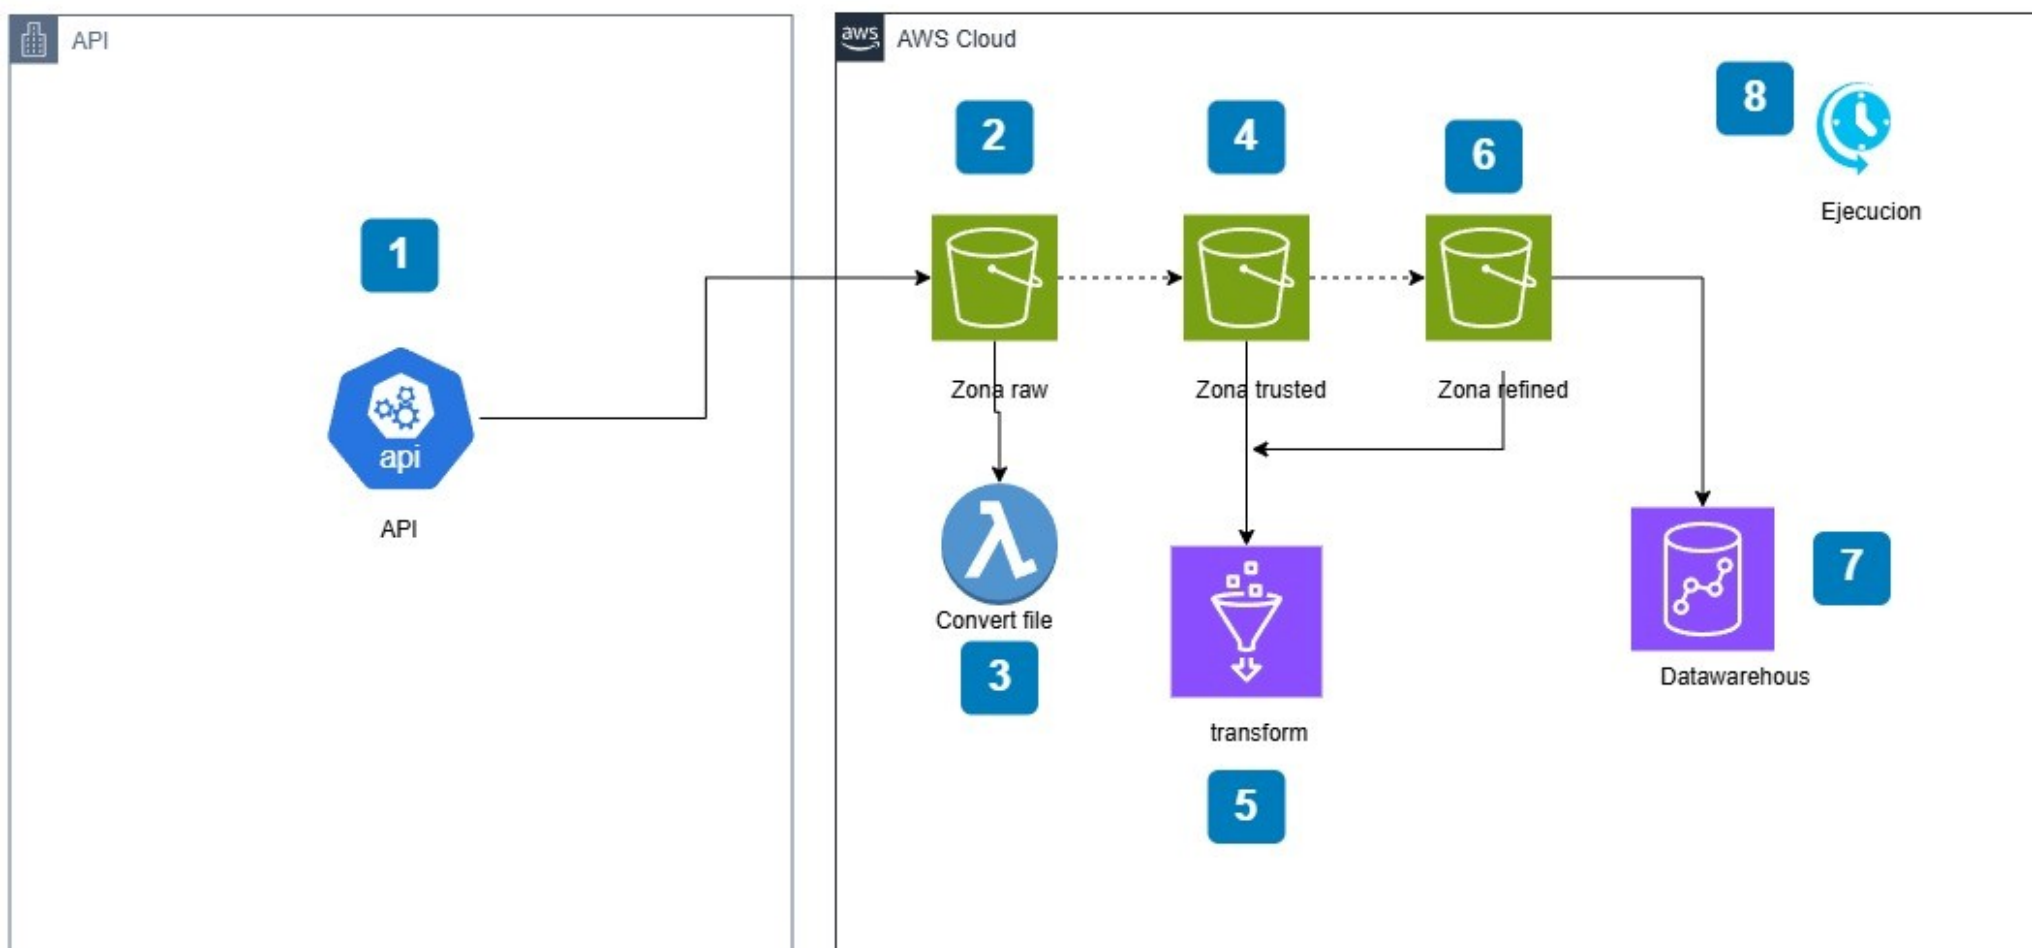 API
aws
AWS Cloud
1
2
4
6
8
Ejecucion
api
API
Zona raw
Zona trusted
Zona refined
Convert file
3
transform
5
7
Datawarehous